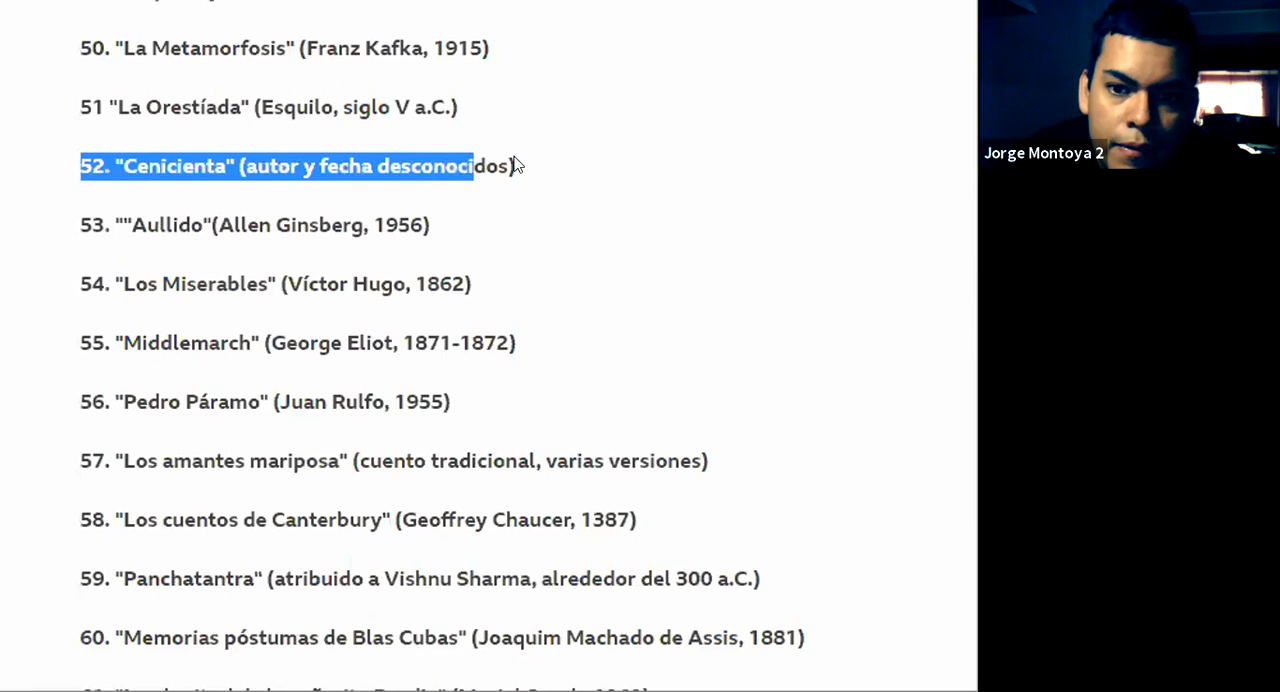 50. "La Metamorfosis" (Franz Kafka, 1915)
51 "La Orestíada" (Esquilo, siglo V a.C.)
52. "Cenicienta" (autor y fecha desconocidos)
53. ""Aullido"(Allen Ginsberg, 1956)
54. "Los Miserables" (Víctor Hugo, 1862)
55. "Middlemarch" (George Eliot, 1871-1872)
56. "Pedro Páramo" (Juan Rulfo, 1955)
57. "Los amantes mariposa" (cuento tradicional, varias versiones)
58. "Los cuentos de Canterbury" (Geoffrey Chaucer, 1387)
59. "Panchatantra" (atribuido a Vishnu Sharma, alrededor del 300 a.C.)
60. "Memorias póstumas de Blas Cubas" (Joaquim Machado de Assis, 1881)
Jorge Montoya 2